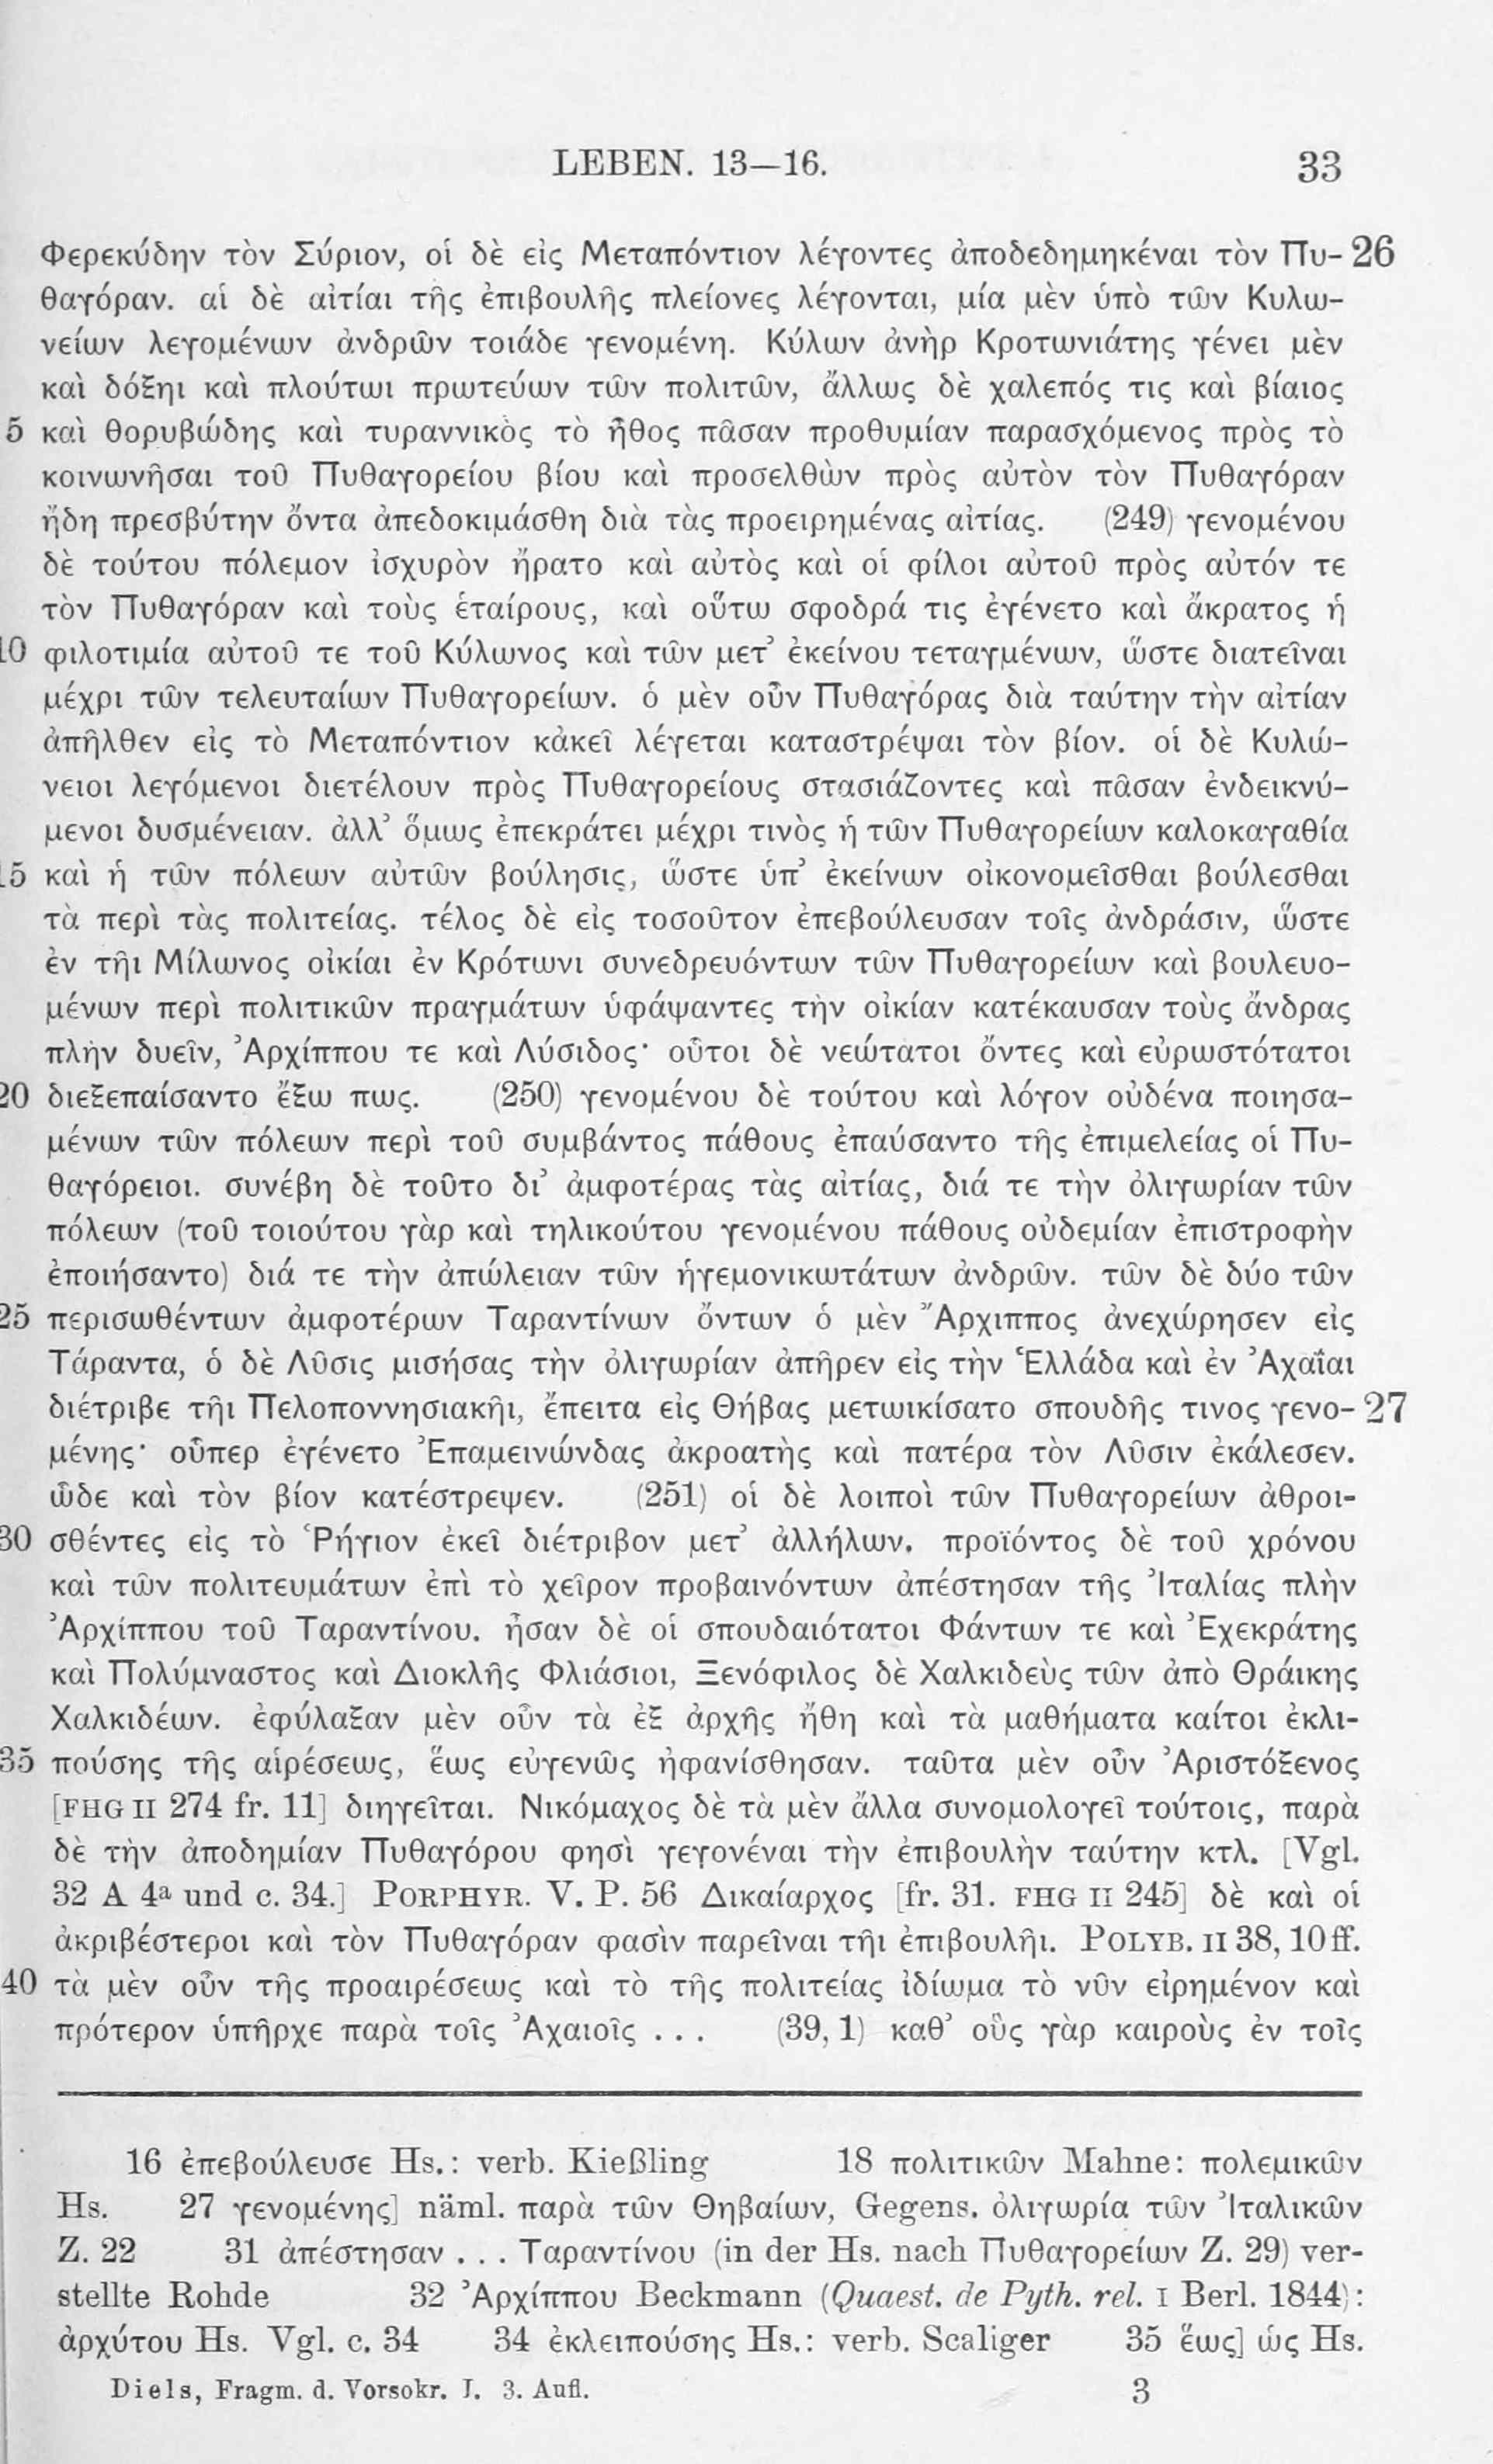 LEBEN. 13—16. 33
Φερεκύδην τὸν Σύριον, οἱ δὲ εἰς Μεταπόντιον λέγοντες ἀποδεδημηκέναι τὸν Πυ- 26
θαγόραν. αἱ δὲ αἰτίαι τῆς ἐπιβουλῆς πλείονες λέγονται, μία μὲν ὑπὸ τῶν Κυλω-
νείων λεγομένων ἀνδρῶν τοιάδε γενομένη. Κύλων ἀνὴρ Κροτωνιάτης γένει μὲν
καὶ δόξηι καὶ πλούτωι πρωτεύων τῶν πολιτῶν, ἄλλως δὲ χαλεπός τις καὶ βίαιος
5 καὶ θορυβώδης καὶ τυραννικὸς τὸ ἦθος πᾶσαν προθυμίαν παρασχόμενος πρὸς τὸ
κοινωνῆσαι τοῦ Πυθαγορείου βίου καὶ προσελθὼν πρὸς αὐτὸν τὸν Πυθαγόραν
ἤδη πρεσβύτην ὄντα ἀπεδοκιμάσθη διὰ τὰς προειρημένας αἰτίας. (249) γενομένου
δὲ τούτου πόλεμον ἰσχυρὸν ἤρατο καὶ αὐτὸς καὶ οἱ φίλοι αὐτοῦ πρὸς αὐτόν τε
τὸν Πυθαγόραν καὶ τοὺς ἑταίρους, καὶ οὕτω σφοδρά τις ἐγένετο καὶ ἄκρατος ἡ
10 φιλοτιμία αὐτοῦ τε τοῦ Κύλωνος καὶ τῶν μετ᾽ ἐκείνου τεταγμένων, ὥστε διατεῖναι
μέχρι τῶν τελευταίων Πυθαγορείων. ὁ μὲν οὖν Πυθαγόρας διὰ ταύτην τὴν αἰτίαν
ἀπῆλθεν εἰς τὸ Μεταπόντιον κἀκεῖ λέγεται καταστρέψαι τὸν βίον. οἱ δὲ Κυλώ-
νειοι λεγόμενοι διετέλουν πρὸς Πυθαγορείους στασιάζοντες καὶ πᾶσαν ἐνδεικνύ-
μενοι δυσμένειαν. ἀλλ᾽ ὅμως ἐπεκράτει μέχρι τινὸς ἡ τῶν Πυθαγορείων καλοκαγαθία
15 καὶ ἡ τῶν πόλεων αὐτῶν βούλησις, ὥστε ὑπ᾽ ἐκείνων οἰκονομεῖσθαι βούλεσθαι
τὰ περὶ τὰς πολιτείας. τέλος δὲ εἰς τοσοῦτον ἐπεβούλευσαν τοῖς ἀνδράσιν, ὥστε
ἐν τῆι Μίλωνος οἰκίαι ἐν Κρότωνι συνεδρευόντων τῶν Πυθαγορείων καὶ βουλευο-
μένων περὶ πολιτικῶν πραγμάτων ὑφάψαντες τὴν οἰκίαν κατέκαυσαν τοὺς ἄνδρας
πλὴν δυεῖν, Ἀρχίππου τε καὶ Λύσιδος· οὗτοι δὲ νεώτατοι ὄντες καὶ εὐρωστότατοι
20 διεξεπαίσαντο ἔξω πως. (250) γενομένου δὲ τούτου καὶ λόγον οὐδένα ποιησα-
μένων τῶν πόλεων περὶ τοῦ συμβάντος πάθους ἐπαύσαντο τῆς ἐπιμελείας οἱ Πυ-
θαγόρειοι. συνέβη δὲ τοῦτο δι᾽ ἀμφοτέρας τὰς αἰτίας, διά τε τὴν ὀλιγωρίαν τῶν
πόλεων (τοῦ τοιούτου γὰρ καὶ τηλικούτου γενομένου πάθους οὐδεμίαν ἐπιστροφὴν
ἐποιήσαντο) διά τε τὴν ἀπώλειαν τῶν ἡγεμονικωτάτων ἀνδρῶν. τῶν δὲ δύο τῶν
25 περισωθέντων ἀμφοτέρων Ταραντίνων ὄντων ὁ μὲν Ἄρχιππος ἀνεχώρησεν εἰς
Τάραντα, ὁ δὲ Λῦσις μισήσας τὴν ὀλιγωρίαν ἀπῆρεν εἰς τὴν Ἑλλάδα καὶ ἐν Ἀχαΐαι
διέτριβε τῆι Πελοποννησιακῆι, ἔπειτα εἰς Θήβας μετωικίσατο σπουδῆς τινος γενο- 27
μένης· οὗπερ ἐγένετο Ἐπαμεινώνδας ἀκροατὴς καὶ πατέρα τὸν Λῦσιν ἐκάλεσεν.
ὧδε καὶ τὸν βίον κατέστρεψεν. (251) οἱ δὲ λοιποὶ τῶν Πυθαγορείων ἀθροι-
30 σθέντες εἰς τὸ Ῥήγιον ἐκεῖ διέτριβον μετ᾽ ἀλλήλων. προϊόντος δὲ τοῦ χρόνου
καὶ τῶν πολιτευμάτων ἐπὶ τὸ χεῖρον προβαινόντων ἀπέστησαν τῆς Ἰταλίας πλὴν
Ἀρχίππου τοῦ Ταραντίνου. ἦσαν δὲ οἱ σπουδαιότατοι Φάντων τε καὶ Ἐχεκράτης
καὶ Πολύμναστος καὶ Διοκλῆς Φλιάσιοι, Ξενόφιλος δὲ Χαλκιδεὺς τῶν ἀπὸ Θράικης
Χαλκιδέων. ἐφύλαξαν μὲν οὖν τὰ ἐξ ἀρχῆς ἤθη καὶ τὰ μαθήματα καίτοι ἐκλι-
35 πούσης τῆς αἱρέσεως, ἕως εὐγενῶς ἠφανίσθησαν. ταῦτα μὲν οὖν Ἀριστόξενος
[FHG II 274 fr. 11] διηγεῖται. Νικόμαχος δὲ τὰ μὲν ἄλλα συνομολογεῖ τούτοις, παρὰ
δὲ τὴν ἀποδημίαν Πυθαγόρου φησὶ γεγονέναι τὴν ἐπιβουλὴν ταύτην κτλ. [Vgl.
32 A 4a und c. 34.] PORPHYR. V. P. 56 Δικαίαρχος [fr. 31. FHG II 245] δὲ καὶ οἱ
ἀκριβέστεροι καὶ τὸν Πυθαγόραν φασὶν παρεῖναι τῆι ἐπιβουλῆι. POLYB. II 38, 10 ff.
40 τὰ μὲν οὖν τῆς προαιρέσεως καὶ τὸ τῆς πολιτείας ἰδίωμα τὸ νῦν εἰρημένον καὶ
πρότερον ὑπῆρχε παρὰ τοῖς Ἀχαιοῖς . . . (39, 1) καθ᾽ οὓς γὰρ καιροὺς ἐν τοῖς
16 ἐπεβούλευσε Hs.: verb. Kießling 18 πολιτικῶν Mahne: πολεμικῶν
Hs. 27 γενομένης] näml. παρὰ τῶν Θηβαίων, Gegens. ὀλιγωρία τῶν Ἰταλικῶν
Z. 22 31 ἀπέστησαν . . . Ταραντίνου (in der Hs. nach Πυθαγορείων Z. 29) ver-
stellte Rohde 32 Ἀρχίππου Beckmann (Quaest. de Pyth. rel. I Berl. 1844):
ἀρχύτου Hs. Vgl. c. 34 34 ἐκλειπούσης Hs.: verb. Scaliger 35 ἕως] ὡς Hs.
Diels, Fragm. d. Vorsokr. I. 3. Aufl. 3